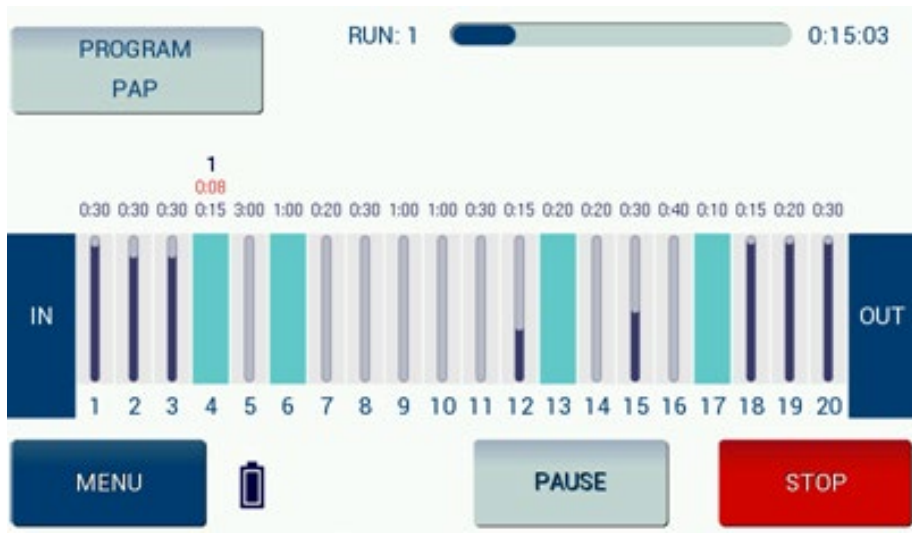 PROGRAM
PAP
RUN: 1 0:15:03
1
0:08
0:30 0:30 0:30 0:15 3:00 1:00 0:20 0:30 1:00 1:00 0:30 0:15 0:20 0:20 0:30 0:40 0:10 0:15 0:20 0:30
IN OUT
1 2 3 4 5 6 7 8 9 10 11 12 13 14 15 16 17 18 19 20
MENU PAUSE STOP